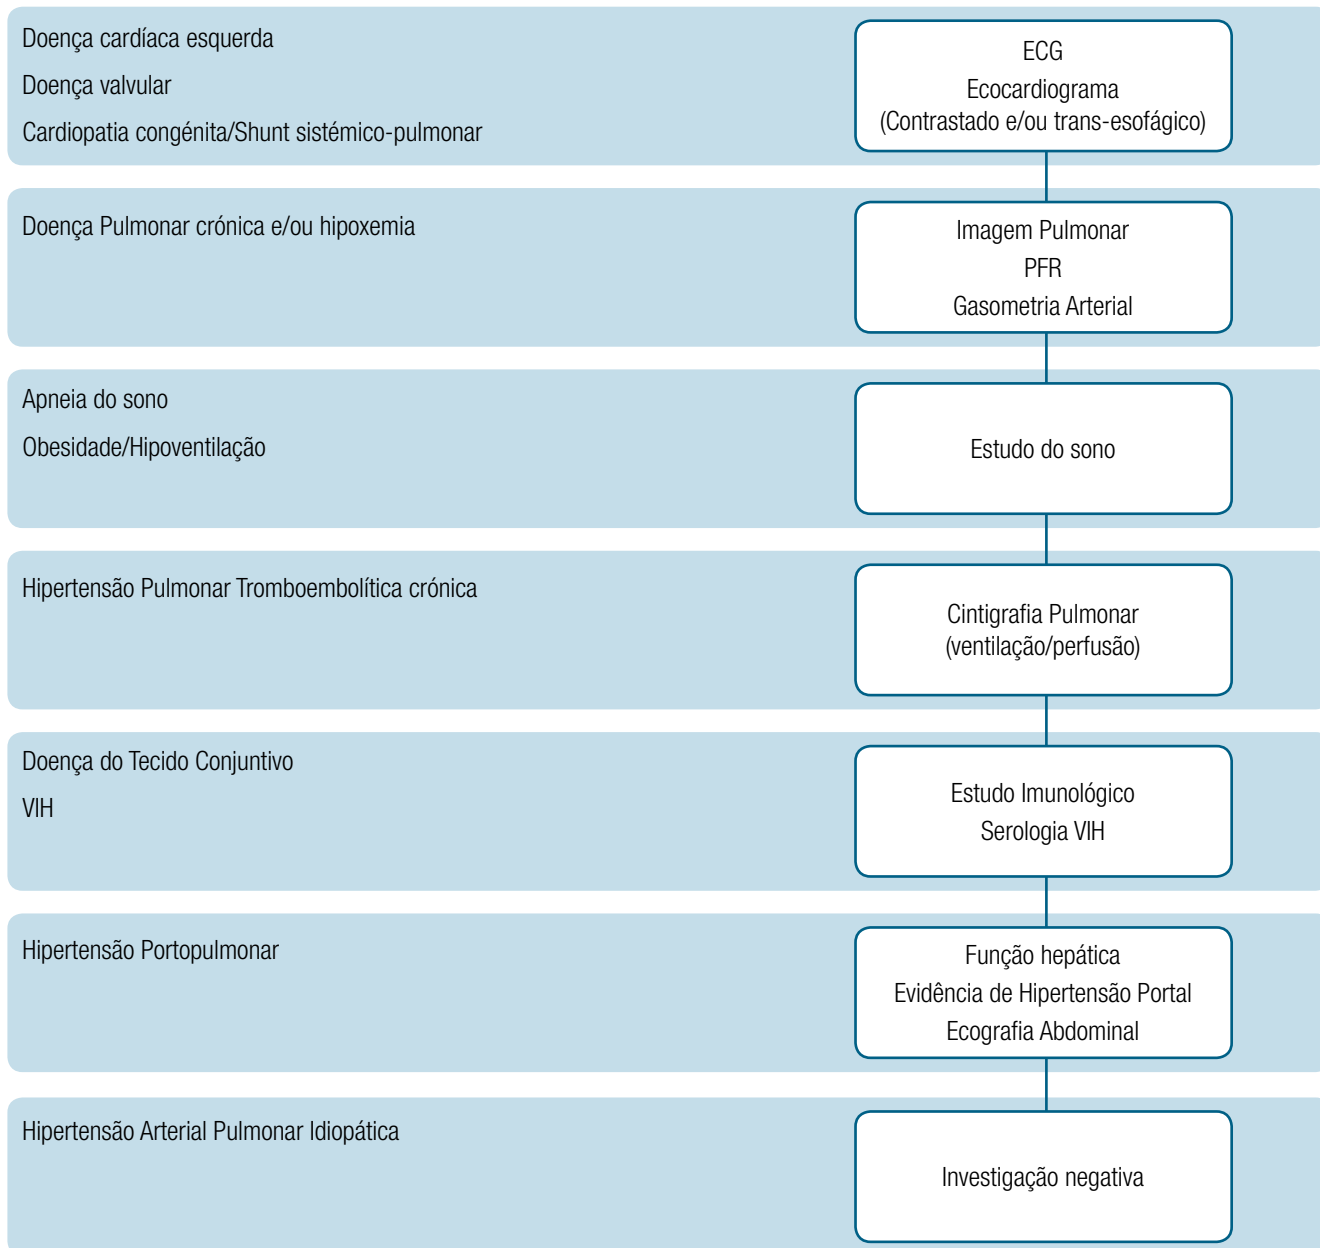 Doença cardíaca esquerda
Doença valvular
Cardiopatia congénita/Shunt sistémico-pulmonar
ECG
Ecocardiograma
(Contrastado e/ou trans-esofágico)
Doença Pulmonar crónica e/ou hipoxemia
Imagem Pulmonar
PFR
Gasometria Arterial
Apneia do sono
Obesidade/Hipoventilação
Estudo do sono
Hipertensão Pulmonar Tromboembolítica crónica
Cintigrafia Pulmonar
(ventilação/perfusão)
Doença do Tecido Conjuntivo
VIH
Estudo Imunológico
Serologia VIH
Hipertensão Portopulmonar
Função hepática
Evidência de Hipertensão Portal
Ecografia Abdominal
Hipertensão Arterial Pulmonar Idiopática
Investigação negativa